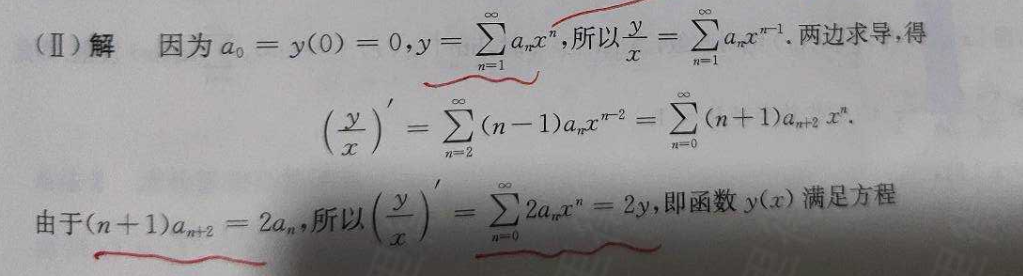 (Ⅱ)解 因为 a₀ = y(0) = 0, y = ∑_{n=1}^{∞} aₙxⁿ, 所以 y/x = ∑_{n=1}^{∞} aₙxⁿ⁻¹. 两边求导,得
(y/x)′ = ∑_{n=2}^{∞} (n−1)aₙxⁿ⁻² = ∑_{n=0}^{∞} (n+1)aₙ₊₂ xⁿ.
由于(n+1)aₙ₊₂ = 2aₙ, 所以(y/x)′ = ∑_{n=0}^{∞} 2aₙxⁿ = 2y, 即函数 y(x) 满足方程